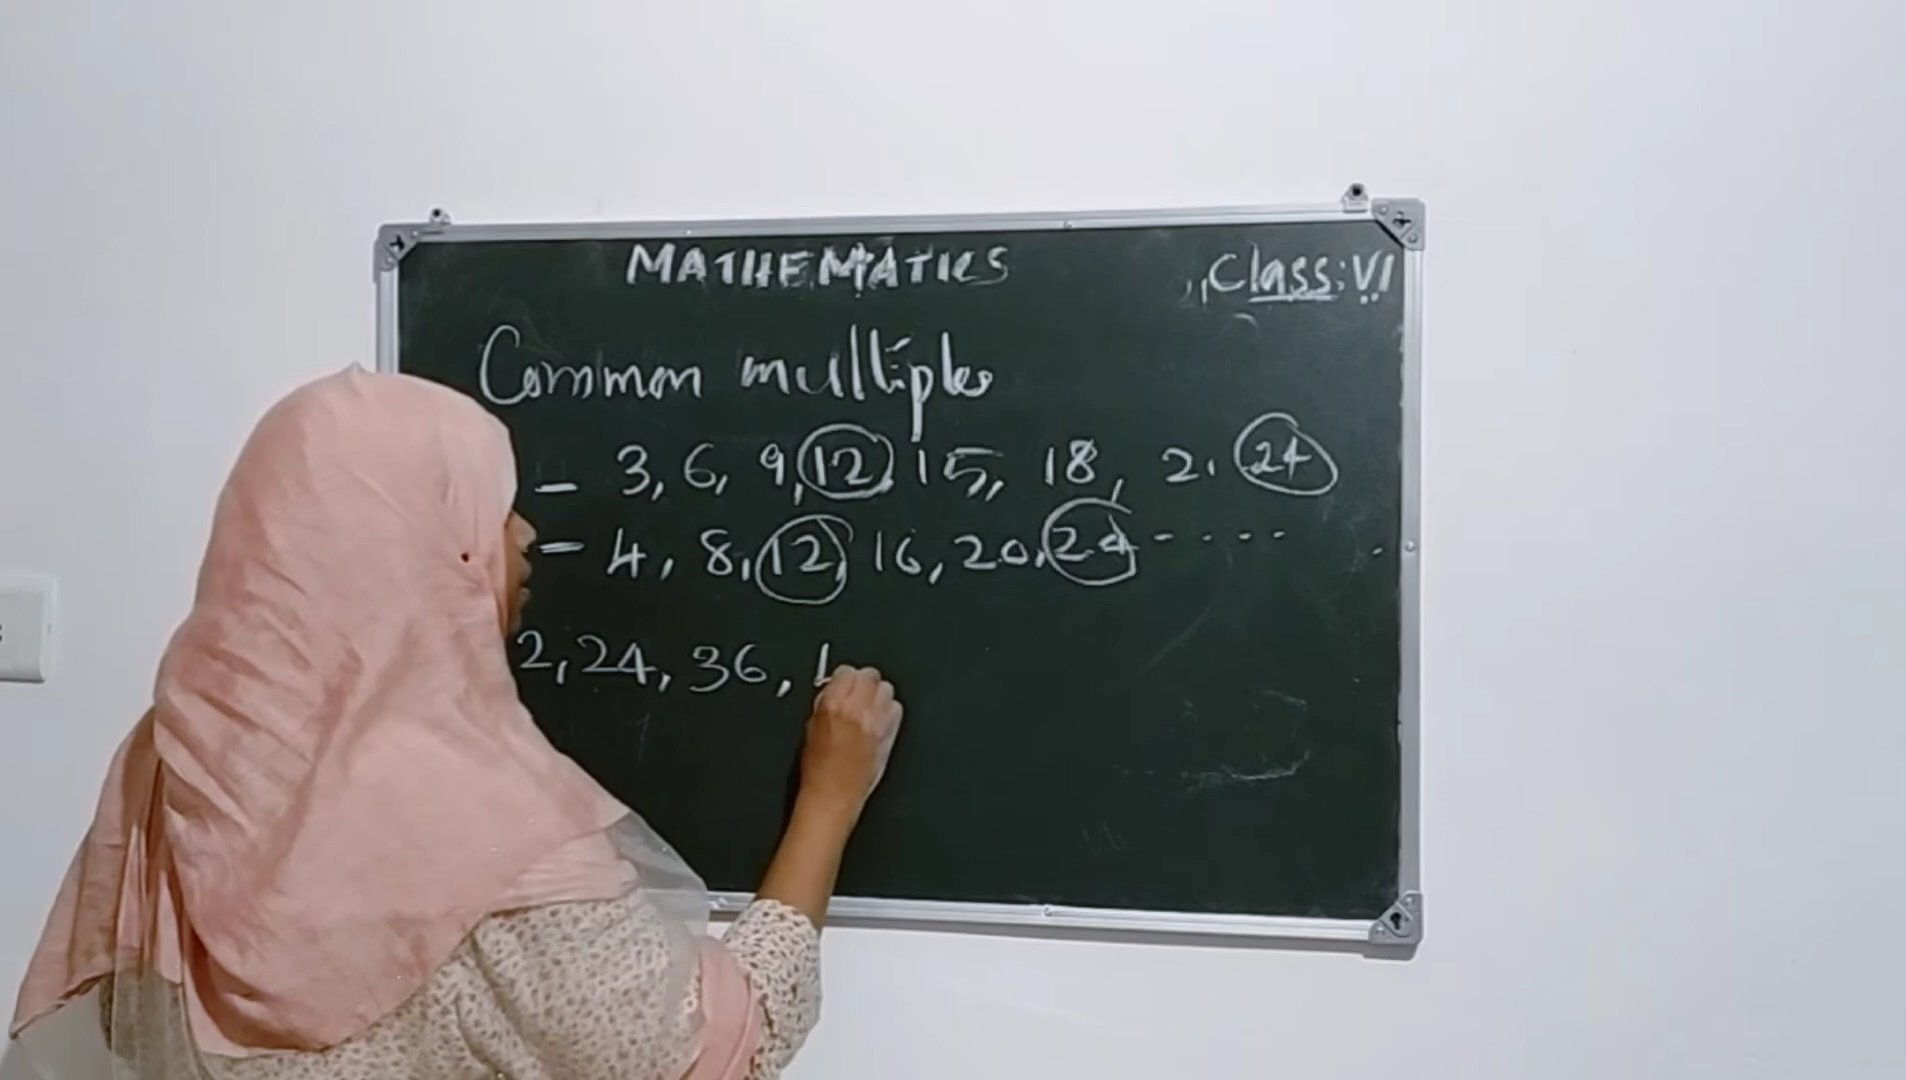 MATHEMATICS
Class: VI
Common multiples
- 3, 6, 9, 12, 15, 18, 21 24
= 4, 8, 12, 16, 20, 24 - - - - -
2, 24, 36, 4